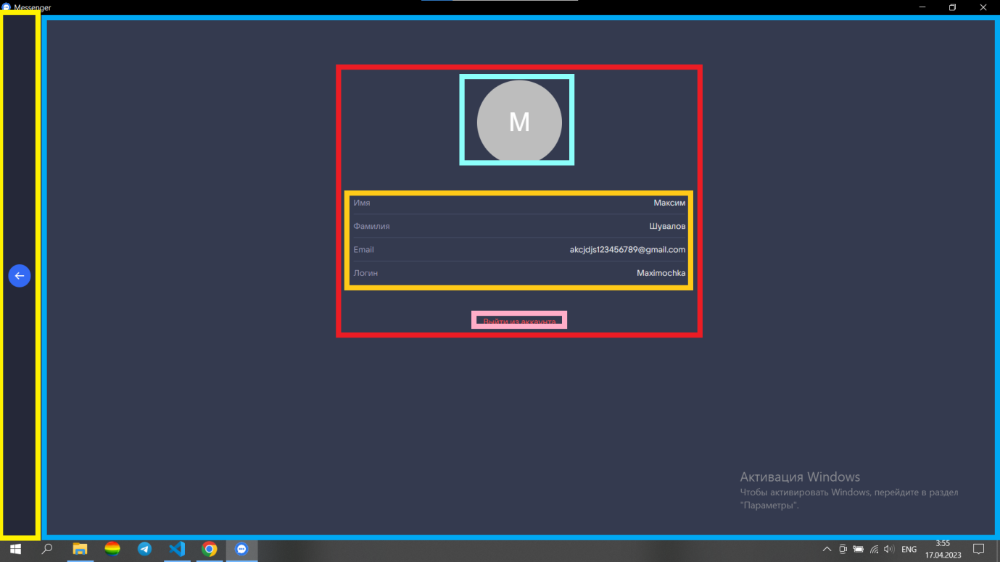 Messenger
M
Имя Максим
Фамилия Шувалов
Email akcjdjs123456789@gmail.com
Логин Maximochka
Выйти из аккаунта
Активация Windows
Чтобы активировать Windows, перейдите в раздел
"Параметры".
ENG
3:55
17.04.2023